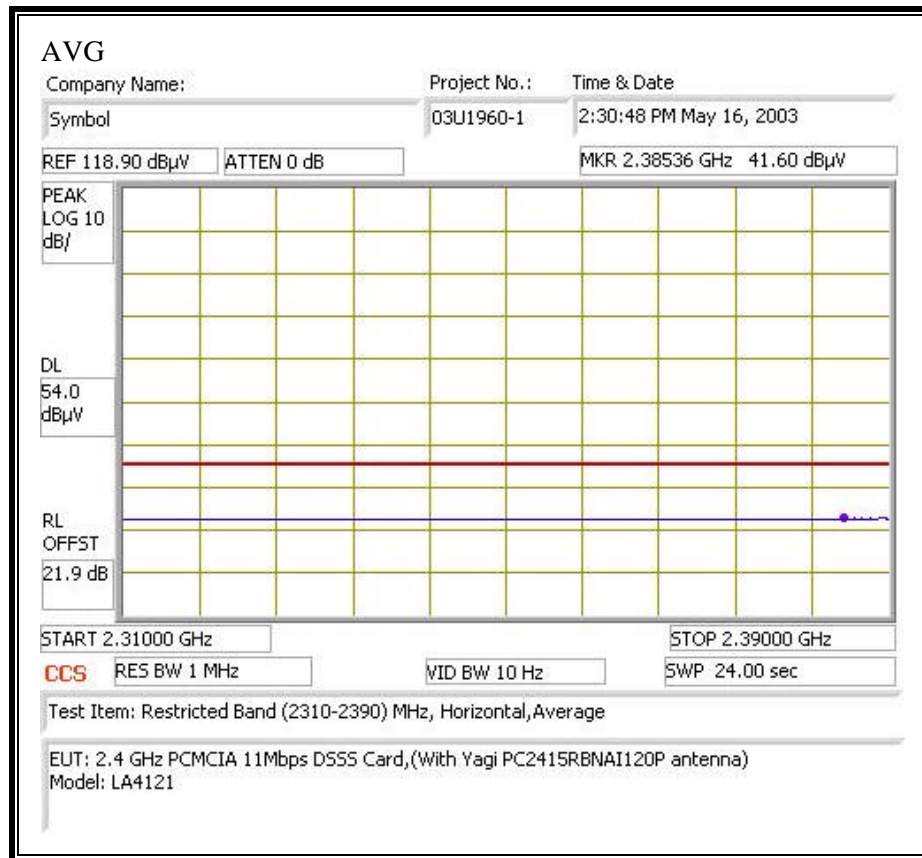 AVG
Company Name:
Project No.:
Time & Date
Symbol
03U1960-1
2:30:48 PM May 16, 2003
REF 118.90 dBµV
ATTEN 0 dB
MKR 2.38536 GHz 41.60 dBµV
PEAK
LOG 10
dB/
DL
54.0
dBµV
RL
OFFST
21.9 dB
START 2.31000 GHz
STOP 2.39000 GHz
CCS
RES BW 1 MHz
VID BW 10 Hz
SWP 24.00 sec
Test Item: Restricted Band (2310-2390) MHz, Horizontal,Average
EUT: 2.4 GHz PCMCIA 11Mbps DSSS Card,(With Yagi PC2415RBNAI120P antenna)
Model: LA4121